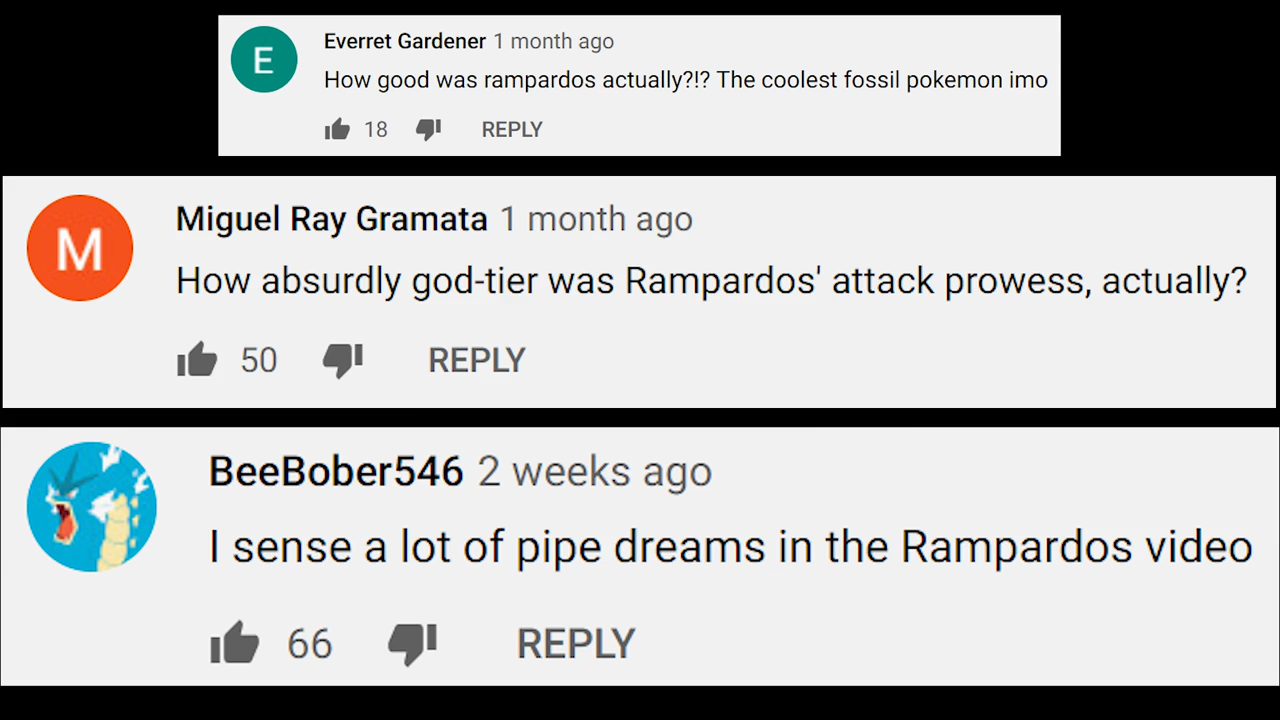 E
Everret Gardener 1 month ago
How good was rampardos actually?!? The coolest fossil pokemon imo
18 REPLY
M
Miguel Ray Gramata 1 month ago
How absurdly god-tier was Rampardos' attack prowess, actually?
50 REPLY
BeeBober546 2 weeks ago
I sense a lot of pipe dreams in the Rampardos video
66 REPLY